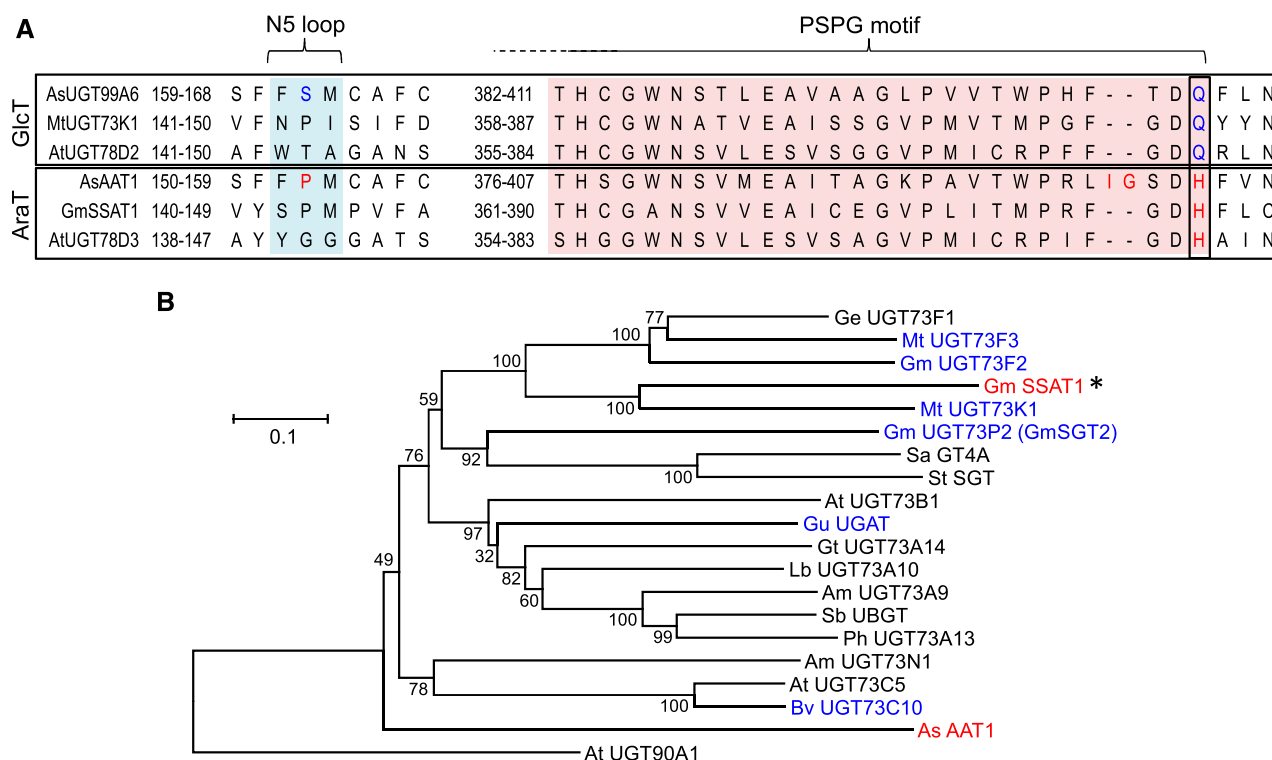 A
N5 loop
PSPG motif
GlcT
AsUGT99A6 159-168 S F F S M C A F C 382-411 T H C G W N S T L E A V A A G L P V V T W P H F - - T D Q F L N
MtUGT73K1 141-150 V F N P I S I F D 358-387 T H C G W N A T V E A I S S G V P M V T M P G F - - G D Q Y Y N
AtUGT78D2 141-150 A F W T A G A N S 355-384 T H C G W N S V L E S V S G G V P M I C R P F F - - G D Q R L N
AraT
AsAAT1 150-159 S F F P M C A F C 376-407 T H S G W N S V M E A I T A G K P A V T W P R L I G S D H F V N
GmSSAT1 140-149 V Y S P M P V F A 361-390 T H C G A N S V V E A I C E G V P L I T M P R F - - G D H F L C
AtUGT78D3 138-147 A Y Y G G G A T S 354-383 S H G G W N S V L E S V S A G V P M I C R P I F - - G D H A I N
B
77
Ge UGT73F1
100
Mt UGT73F3
100
Gm UGT73F2
Gm SSAT1 *
59
100
Mt UGT73K1
0.1
Gm UGT73P2 (GmSGT2)
76
92
Sa GT4A
100
St SGT
At UGT73B1
97
Gu UGAT
32
Gt UGT73A14
49
82
Lb UGT73A10
60
Am UGT73A9
100
Sb UBGT
99
Ph UGT73A13
Am UGT73N1
78
At UGT73C5
100
Bv UGT73C10
As AAT1
At UGT90A1